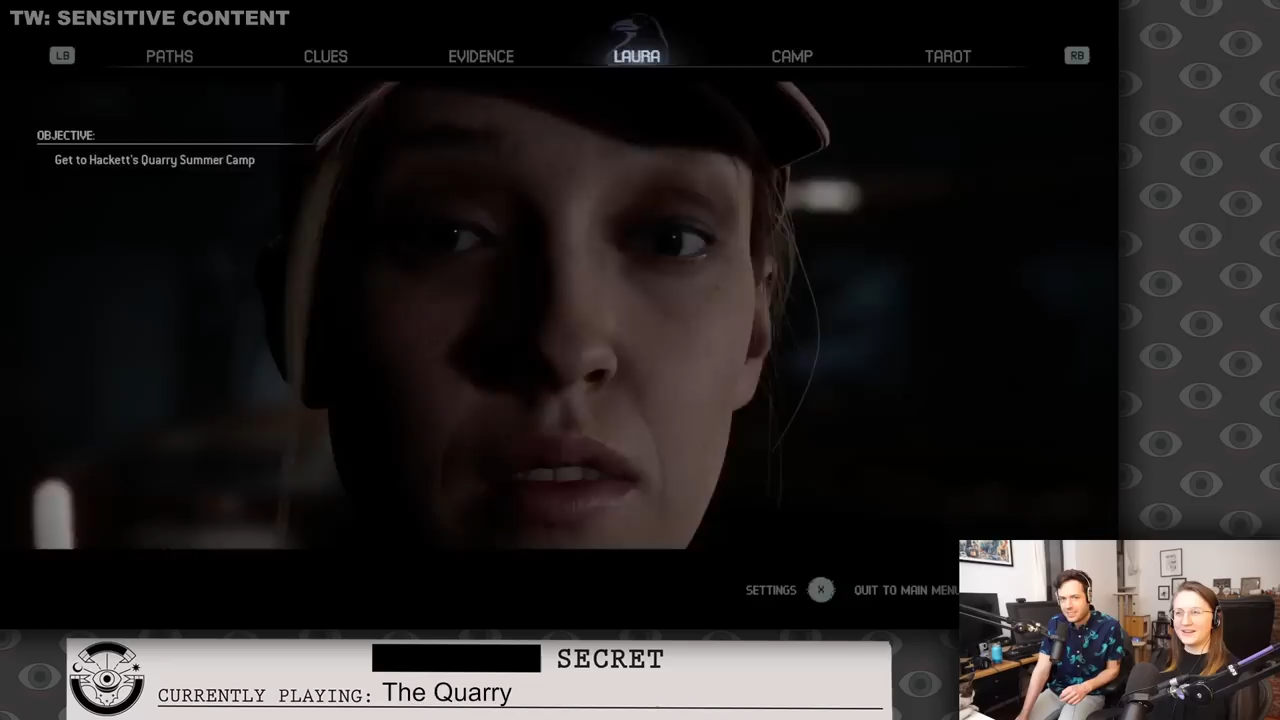 TW: SENSITIVE CONTENT
LB PATHS CLUES EVIDENCE LAURA CAMP TAROT RB
OBJECTIVE:
Get to Hackett's Quarry Summer Camp
SETTINGS X QUIT TO MAIN MENU
SECRET
CURRENTLY PLAYING: The Quarry